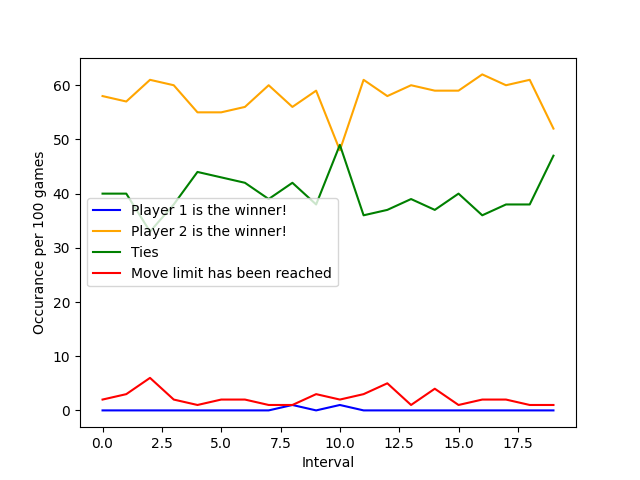 60
50
40
30
20
10
0
Occurance per 100 games
Player 1 is the winner!
Player 2 is the winner!
Ties
Move limit has been reached
0.0 2.5 5.0 7.5 10.0 12.5 15.0 17.5
Interval